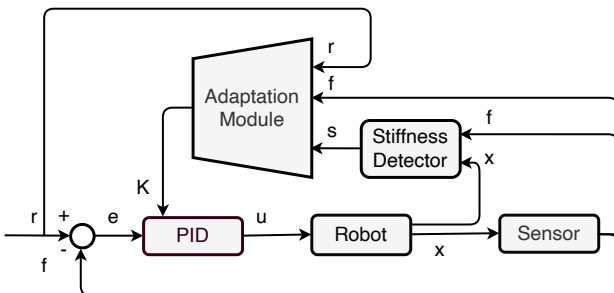 r
Adaptation
Module
f
s
Stiffness
Detector
f
x
K
r
+
e
PID
u
Robot
x
Sensor
f
-